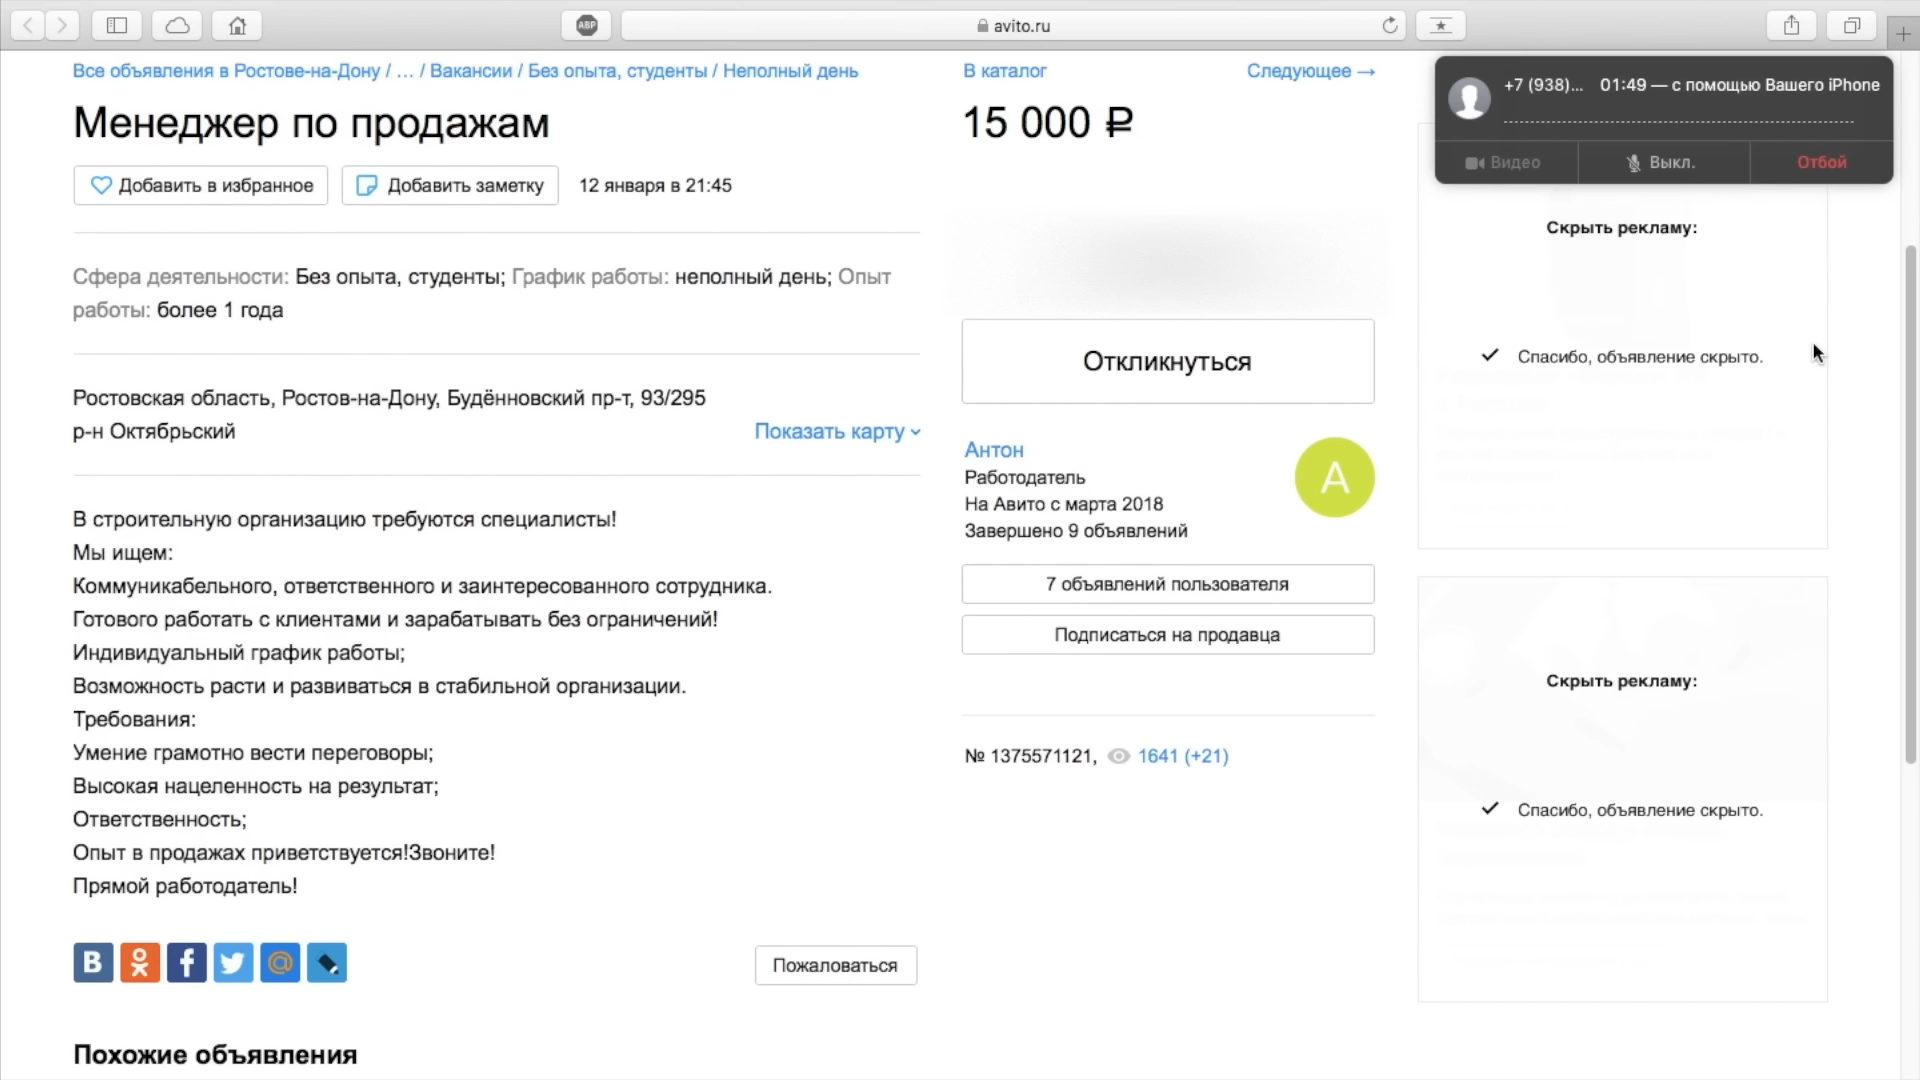 ABP
avito.ru
Все объявления в Ростове-на-Дону / ... / Вакансии / Без опыта, студенты / Неполный день
В каталог
Следующее →
Менеджер по продажам
15 000 ₽
+7 (938)... 01:49 — с помощью Вашего iPhone
Видео
Выкл.
Отбой
Добавить в избранное
Добавить заметку
12 января в 21:45
Сфера деятельности: Без опыта, студенты; График работы: неполный день; Опыт
работы: более 1 года
Ростовская область, Ростов-на-Дону, Будённовский пр-т, 93/295
р-н Октябрьский
Показать карту
В строительную организацию требуются специалисты!
Мы ищем:
Коммуникабельного, ответственного и заинтересованного сотрудника.
Готового работать с клиентами и зарабатывать без ограничений!
Индивидуальный график работы;
Возможность расти и развиваться в стабильной организации.
Требования:
Умение грамотно вести переговоры;
Высокая нацеленность на результат;
Ответственность;
Опыт в продажах приветствуется!Звоните!
Прямой работодатель!
Пожаловаться
Похожие объявления
Откликнуться
Антон
Работодатель
На Авито с марта 2018
Завершено 9 объявлений
А
7 объявлений пользователя
Подписаться на продавца
№ 1375571121, 1641 (+21)
Скрыть рекламу:
Спасибо, объявление скрыто.
Скрыть рекламу:
Спасибо, объявление скрыто.